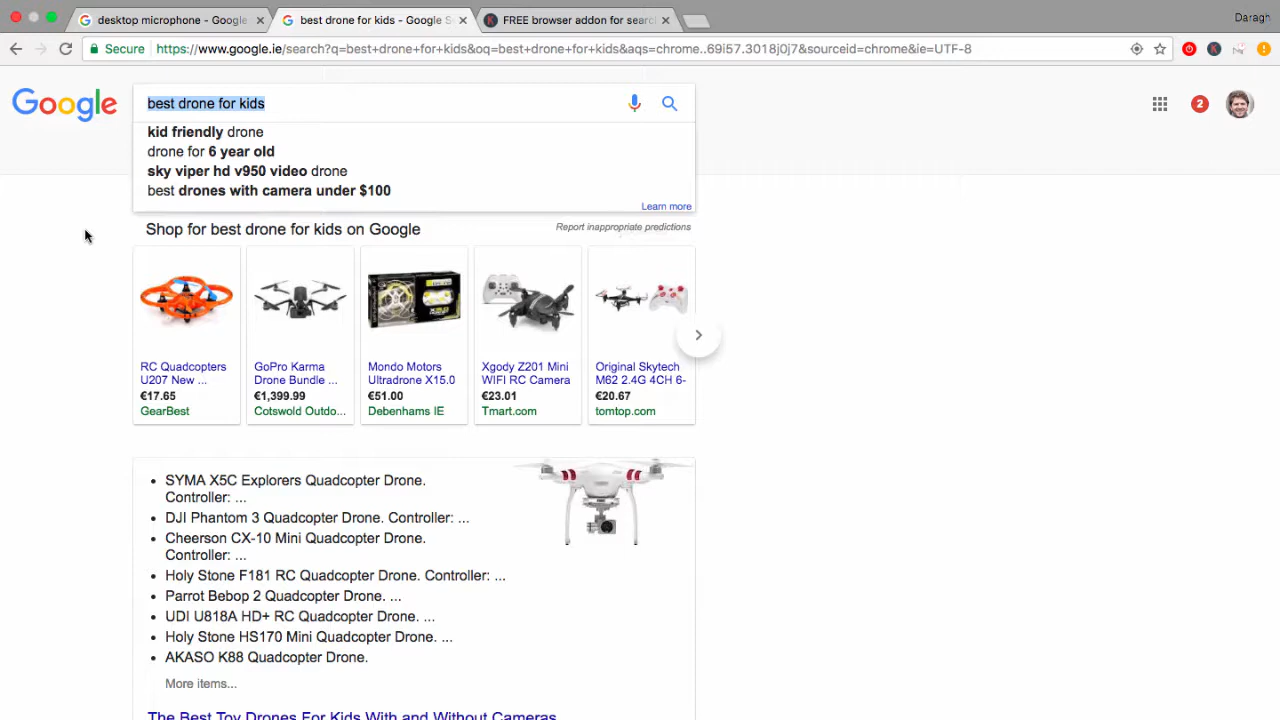 desktop microphone - Google
best drone for kids - Google S
FREE browser addon for sear
Daragh
Secure
https://www.google.ie/search?q=best+drone+for+kids&oq=best+drone+for+kids&aqs=chrome..69i57.3018j0j7&sourceid=chrome&ie=UTF-8
Google
best drone for kids
2
kid friendly drone
drone for 6 year old
sky viper hd v950 video drone
best drones with camera under $100
Learn more
Shop for best drone for kids on Google
Report inappropriate predictions
RC Quadcopters
U207 New ...
€17.65
GearBest
GoPro Karma
Drone Bundle ...
€1,399.99
Cotswold Outdo...
Mondo Motors
Ultradrone X15.0
€51.00
Debenhams IE
Xgody Z201 Mini
WIFI RC Camera
€23.01
Tmart.com
Original Skytech
M62 2.4G 4CH 6-
€20.67
tomtop.com
SYMA X5C Explorers Quadcopter Drone.
Controller: ...
DJI Phantom 3 Quadcopter Drone. Controller: ...
Cheerson CX-10 Mini Quadcopter Drone.
Controller: ...
Holy Stone F181 RC Quadcopter Drone. Controller: ...
Parrot Bebop 2 Quadcopter Drone. ...
UDI U818A HD+ RC Quadcopter Drone. ...
Holy Stone HS170 Mini Quadcopter Drone. ...
AKASO K88 Quadcopter Drone.
More items...
The Best Toy Drones For Kids With and Without Cameras